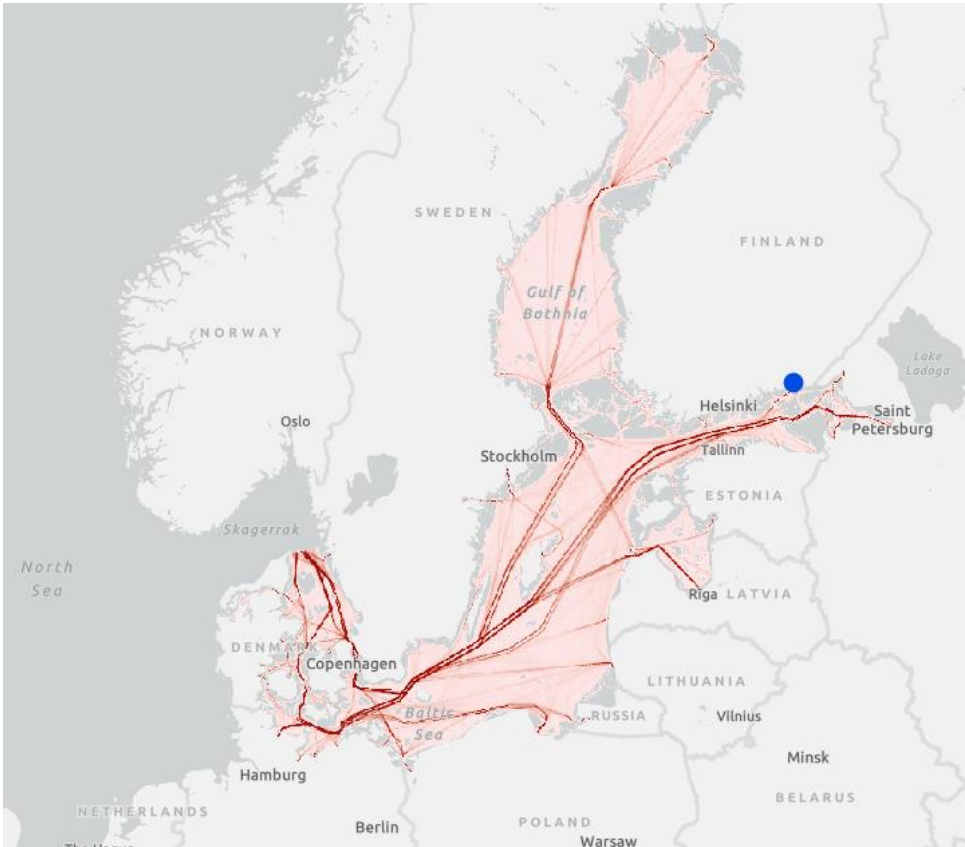 SWEDEN
FINLAND
Gulf of
Bothnia
NORWAY
Lake
Ladoga
Helsinki
Saint
Petersburg
Oslo
Tallinn
Stockholm
ESTONIA
Skagerrak
North
Sea
Riga
LATVIA
DENMARK
Copenhagen
LITHUANIA
Baltic
Sea
RUSSIA
Vilnius
Minsk
Hamburg
BELARUS
NETHERLANDS
Berlin
POLAND
Warsaw